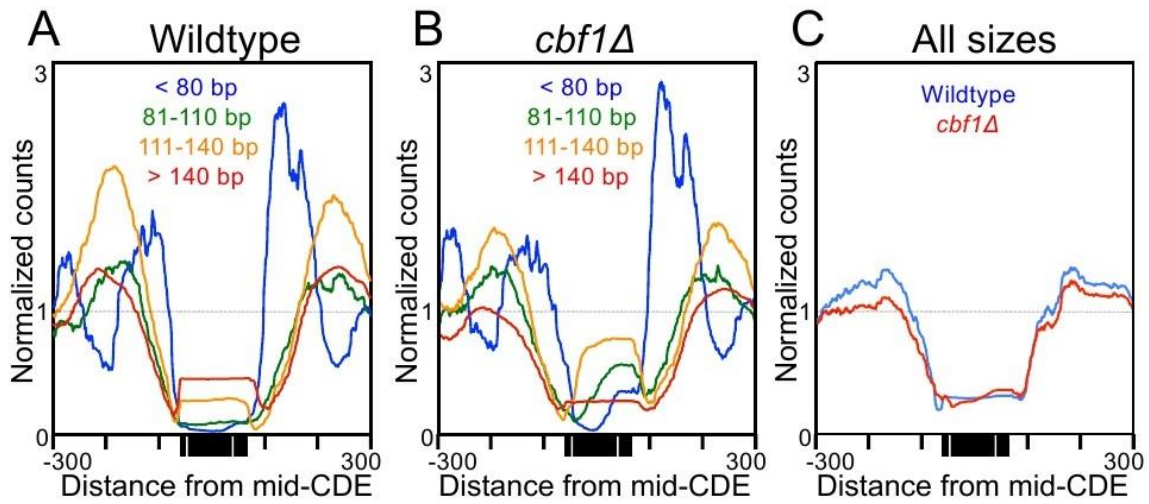 A
Wildtype
3
1
0
Normalized counts
< 80 bp
81-110 bp
111-140 bp
> 140 bp
-300
300
Distance from mid-CDE
B
cbf1Δ
3
1
0
Normalized counts
< 80 bp
81-110 bp
111-140 bp
> 140 bp
-300
300
Distance from mid-CDE
C
All sizes
3
1
0
Normalized counts
Wildtype
cbf1Δ
-300
300
Distance from mid-CDE